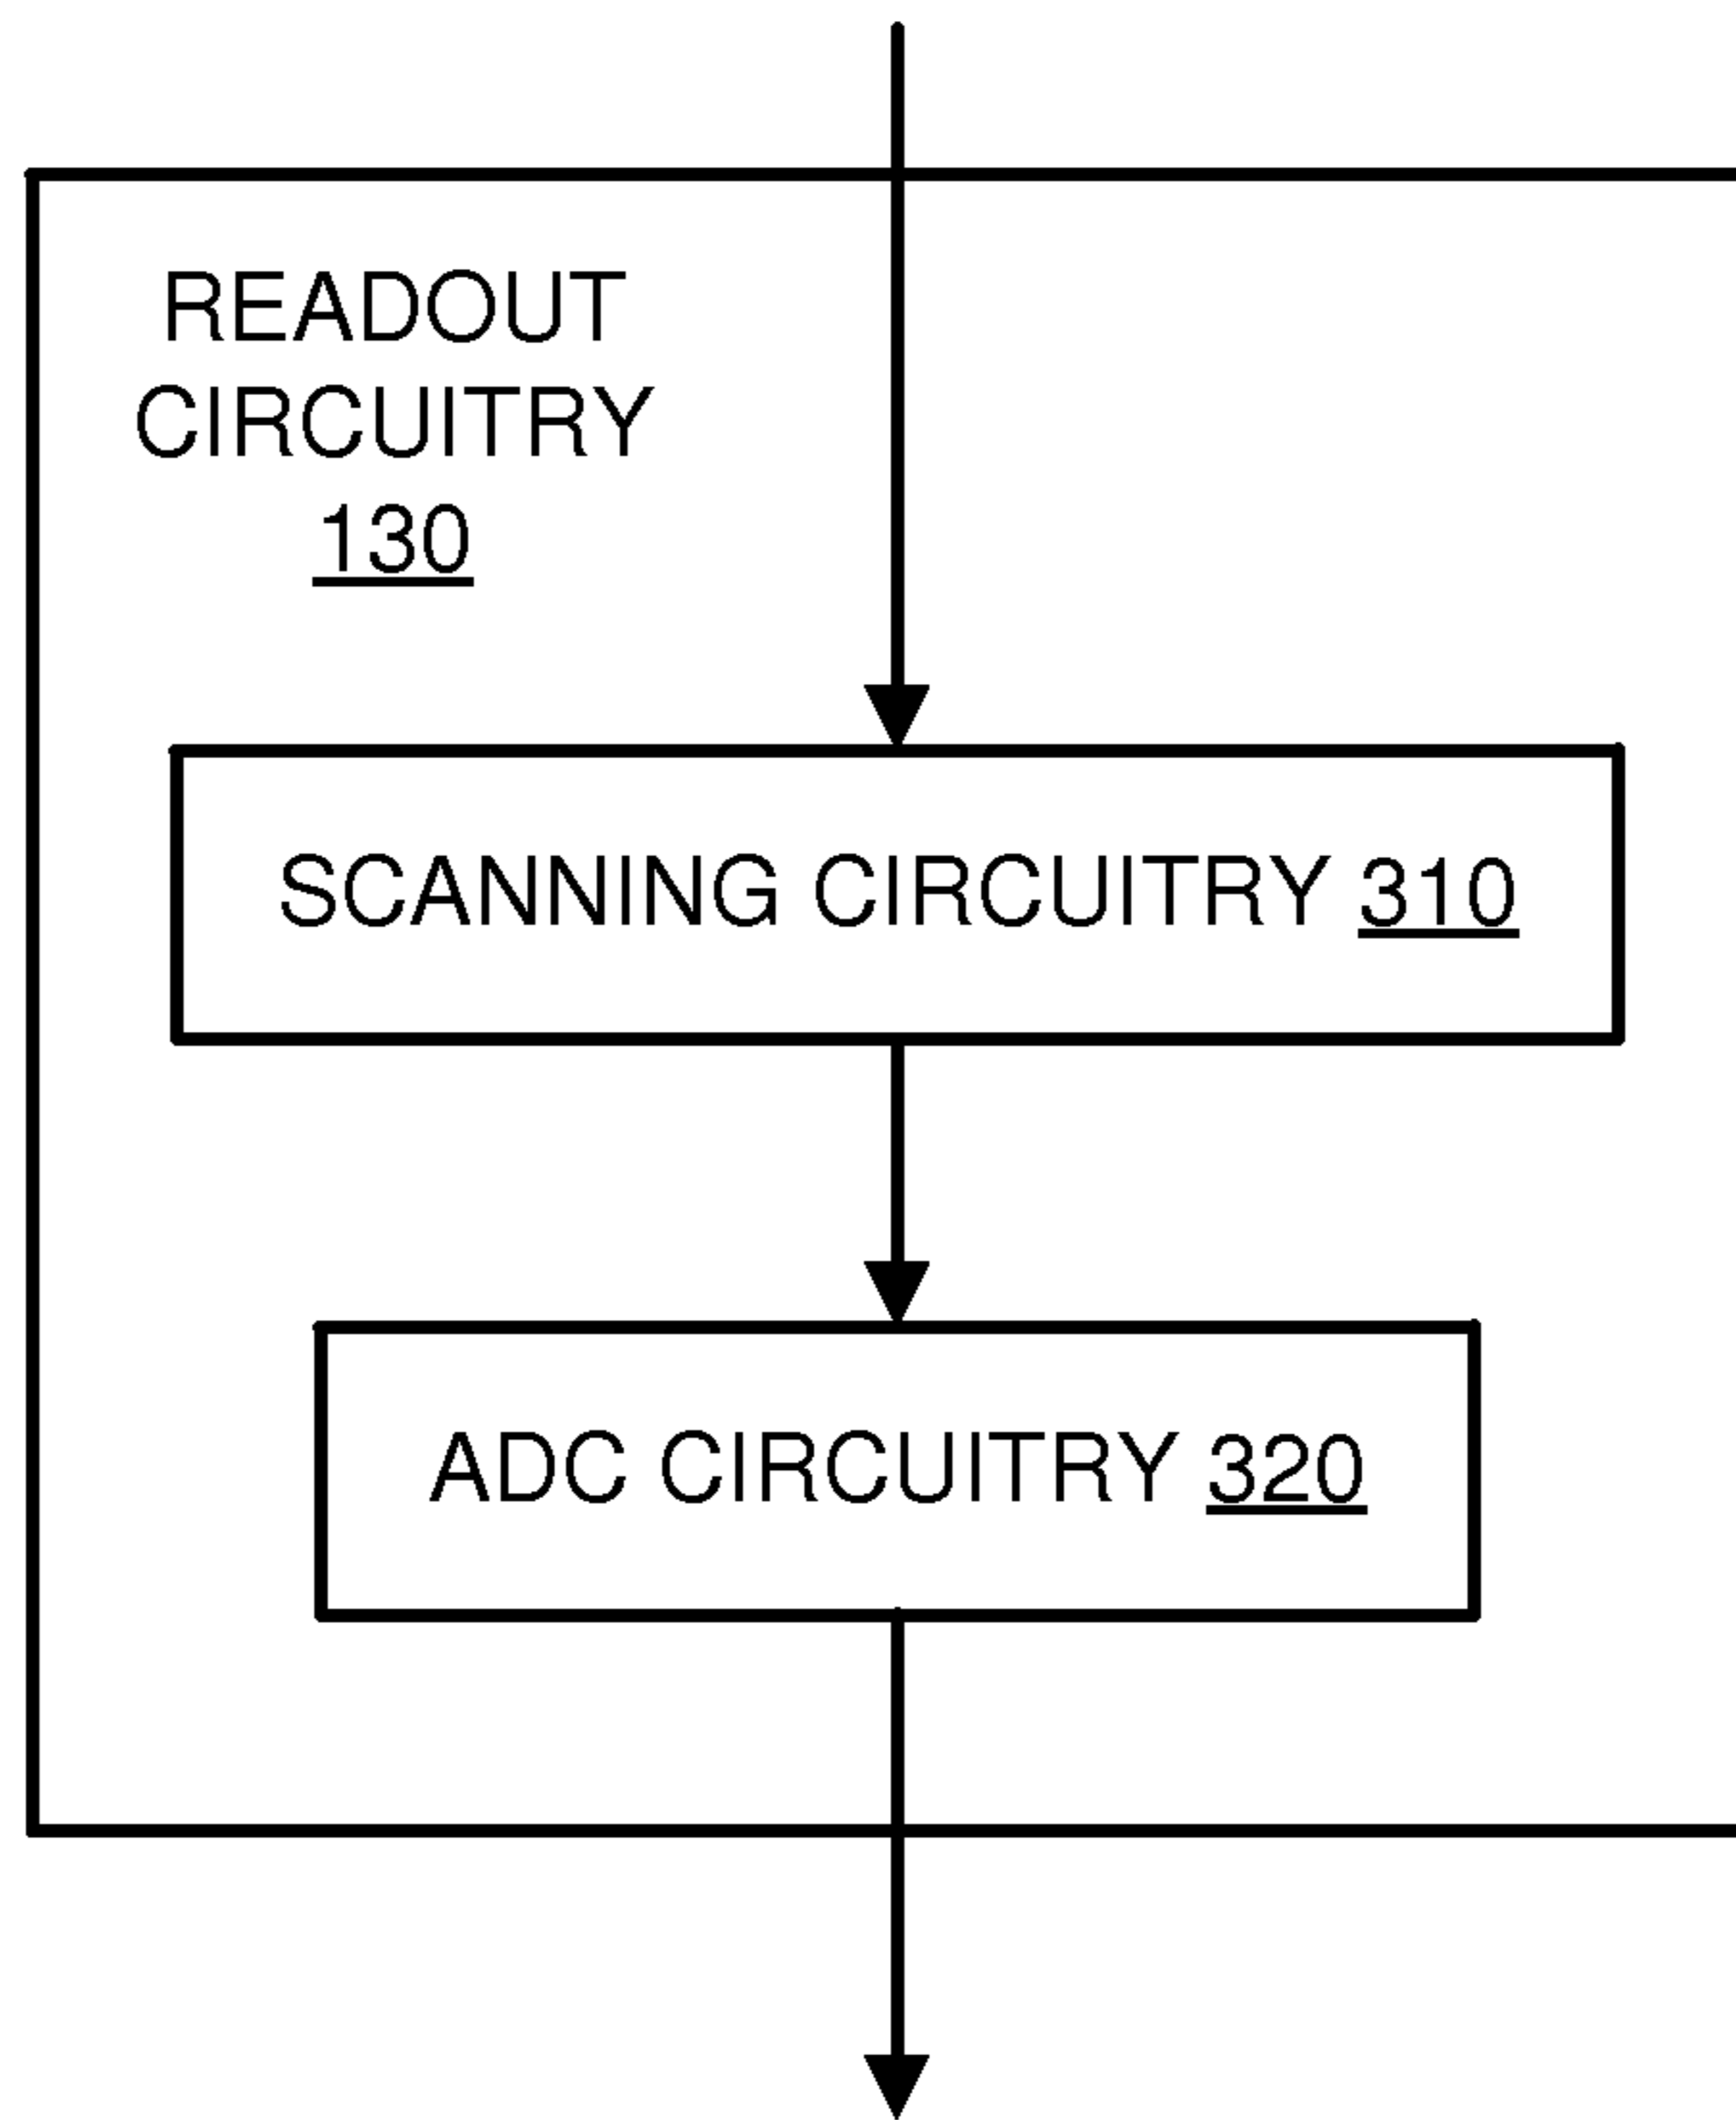 READOUT
CIRCUITRY
130
SCANNING CIRCUITRY 310
ADC CIRCUITRY 320